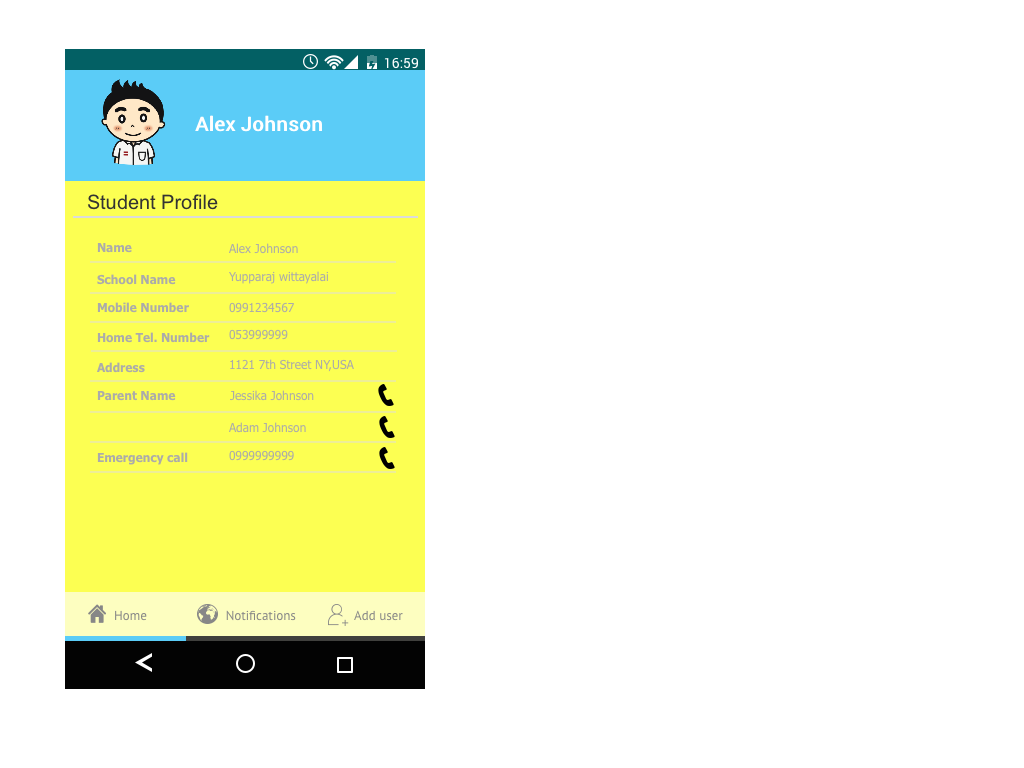 16:59
Alex Johnson
Student Profile
Name Alex Johnson
School Name Yupparaj wittayalai
Mobile Number 0991234567
Home Tel. Number 053999999
Address 1121 7th Street NY,USA
Parent Name Jessika Johnson
Adam Johnson
Emergency call 0999999999
Home Notifications Add user